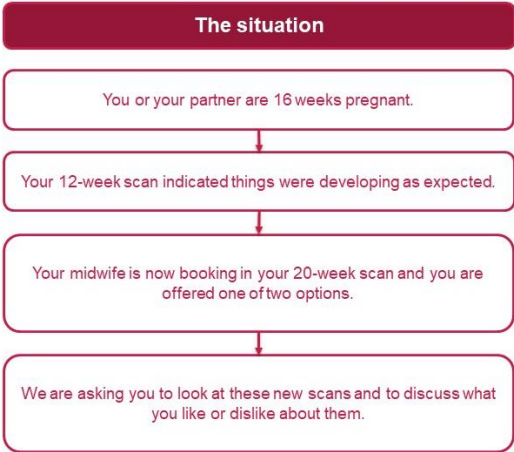 The situation
You or your partner are 16 weeks pregnant.
Your 12-week scan indicated things were developing as expected.
Your midwife is now booking in your 20-week scan and you are
offered one of two options.
We are asking you to look at these new scans and to discuss what
you like or dislike about them.